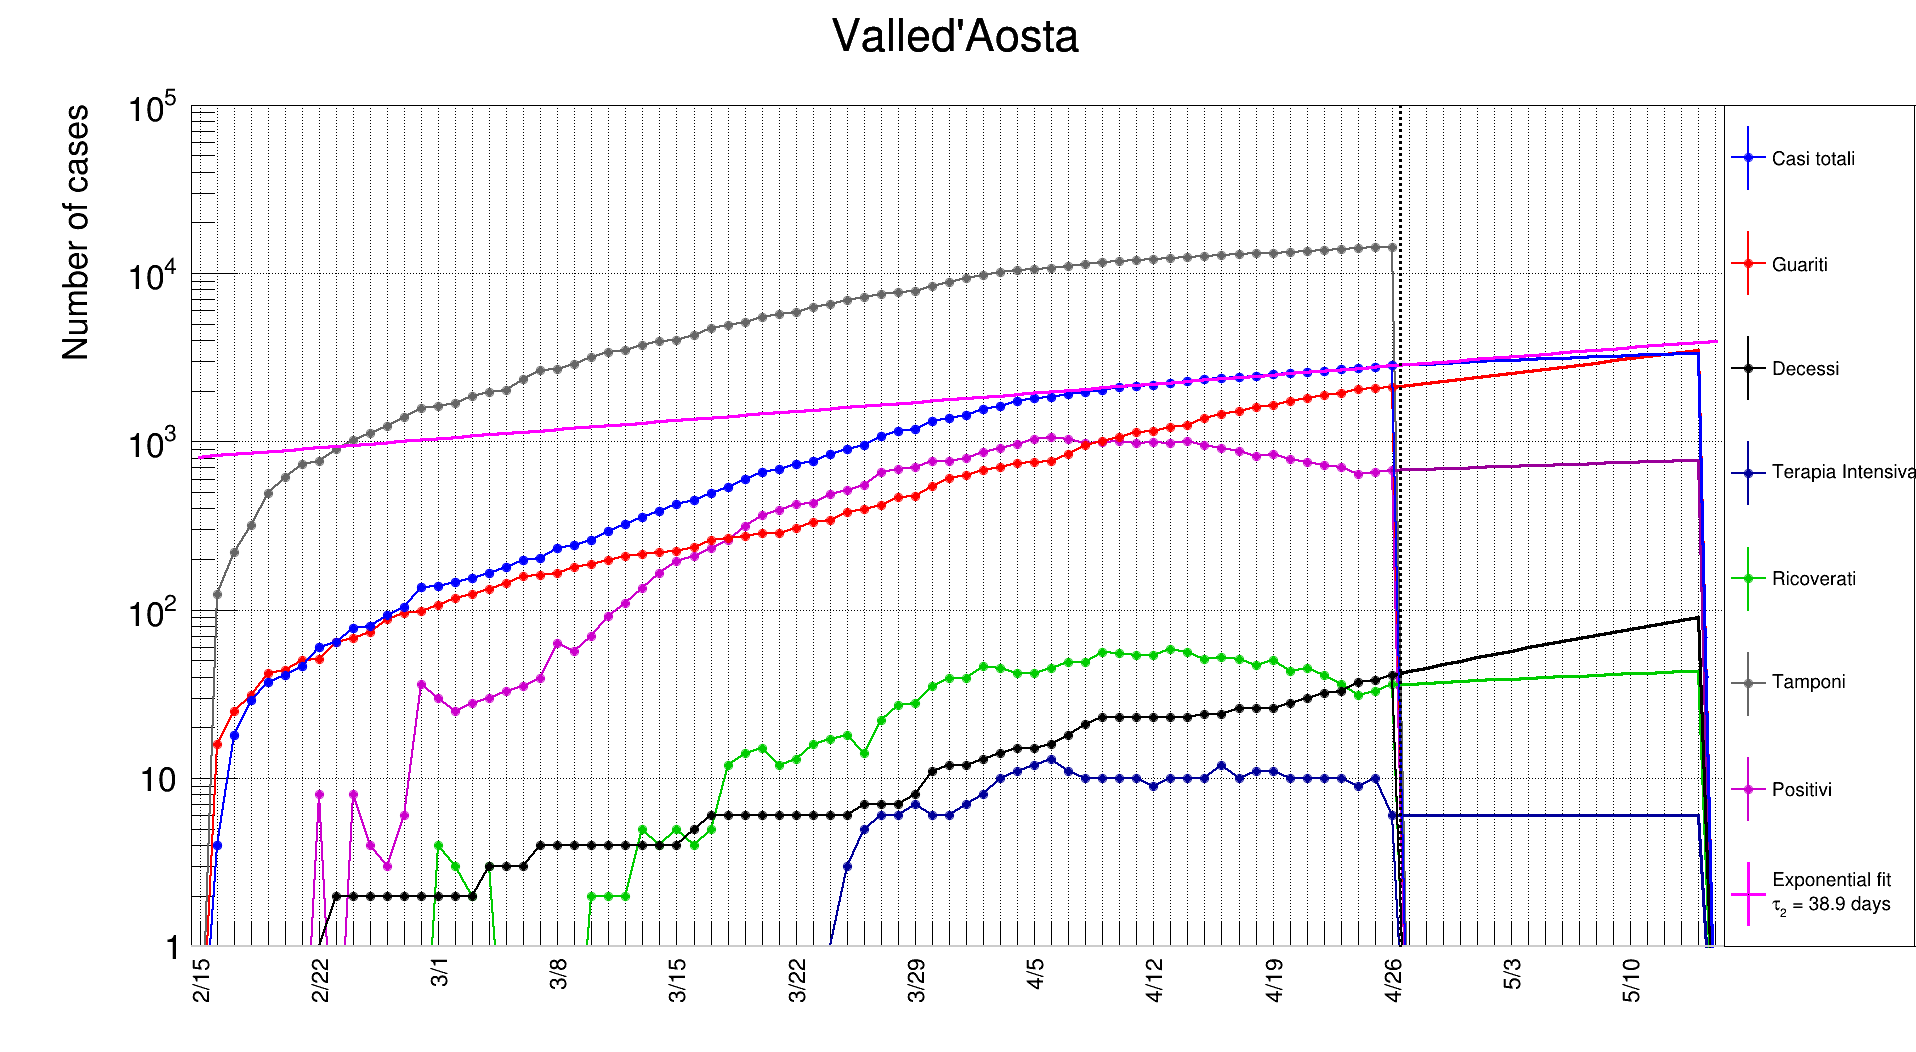 Valled'Aosta
Number of cases
10^5
10^4
10^3
10^2
10
1
2/15
2/22
3/1
3/8
3/15
3/22
3/29
4/5
4/12
4/19
4/26
5/3
5/10
Casi totali
Guariti
Decessi
Terapia Intensiva
Ricoverati
Tamponi
Positivi
Exponential fit
τ_2 = 38.9 days